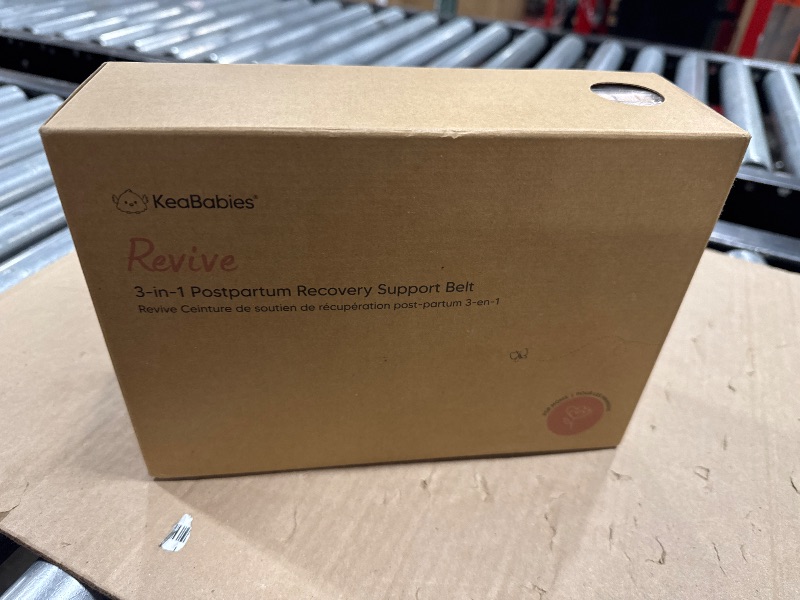 KeaBabies®
Revive
3-in-1 Postpartum Recovery Support Belt
Revive Ceinture de soutien de récupération post-partum 3-en-1